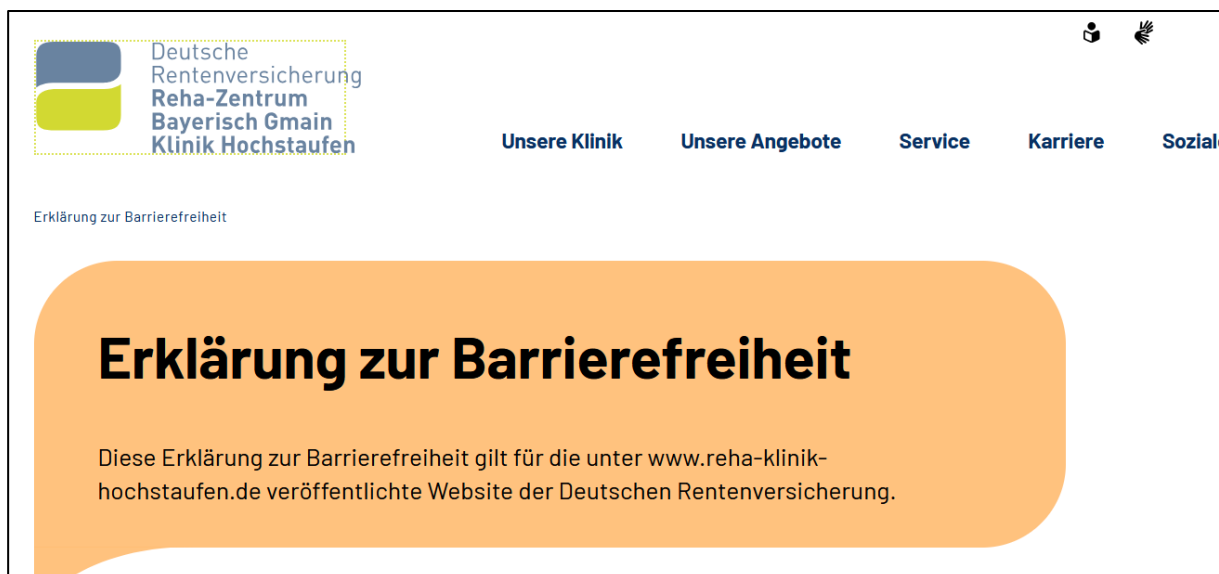 Deutsche
Rentenversicherung
Reha-Zentrum
Bayerisch Gmain
Klinik Hochstaufen
Unsere Klinik Unsere Angebote Service Karriere Soziale
Erklärung zur Barrierefreiheit
Erklärung zur Barrierefreiheit
Diese Erklärung zur Barrierefreiheit gilt für die unter www.reha-klinik-
hochstaufen.de veröffentlichte Website der Deutschen Rentenversicherung.